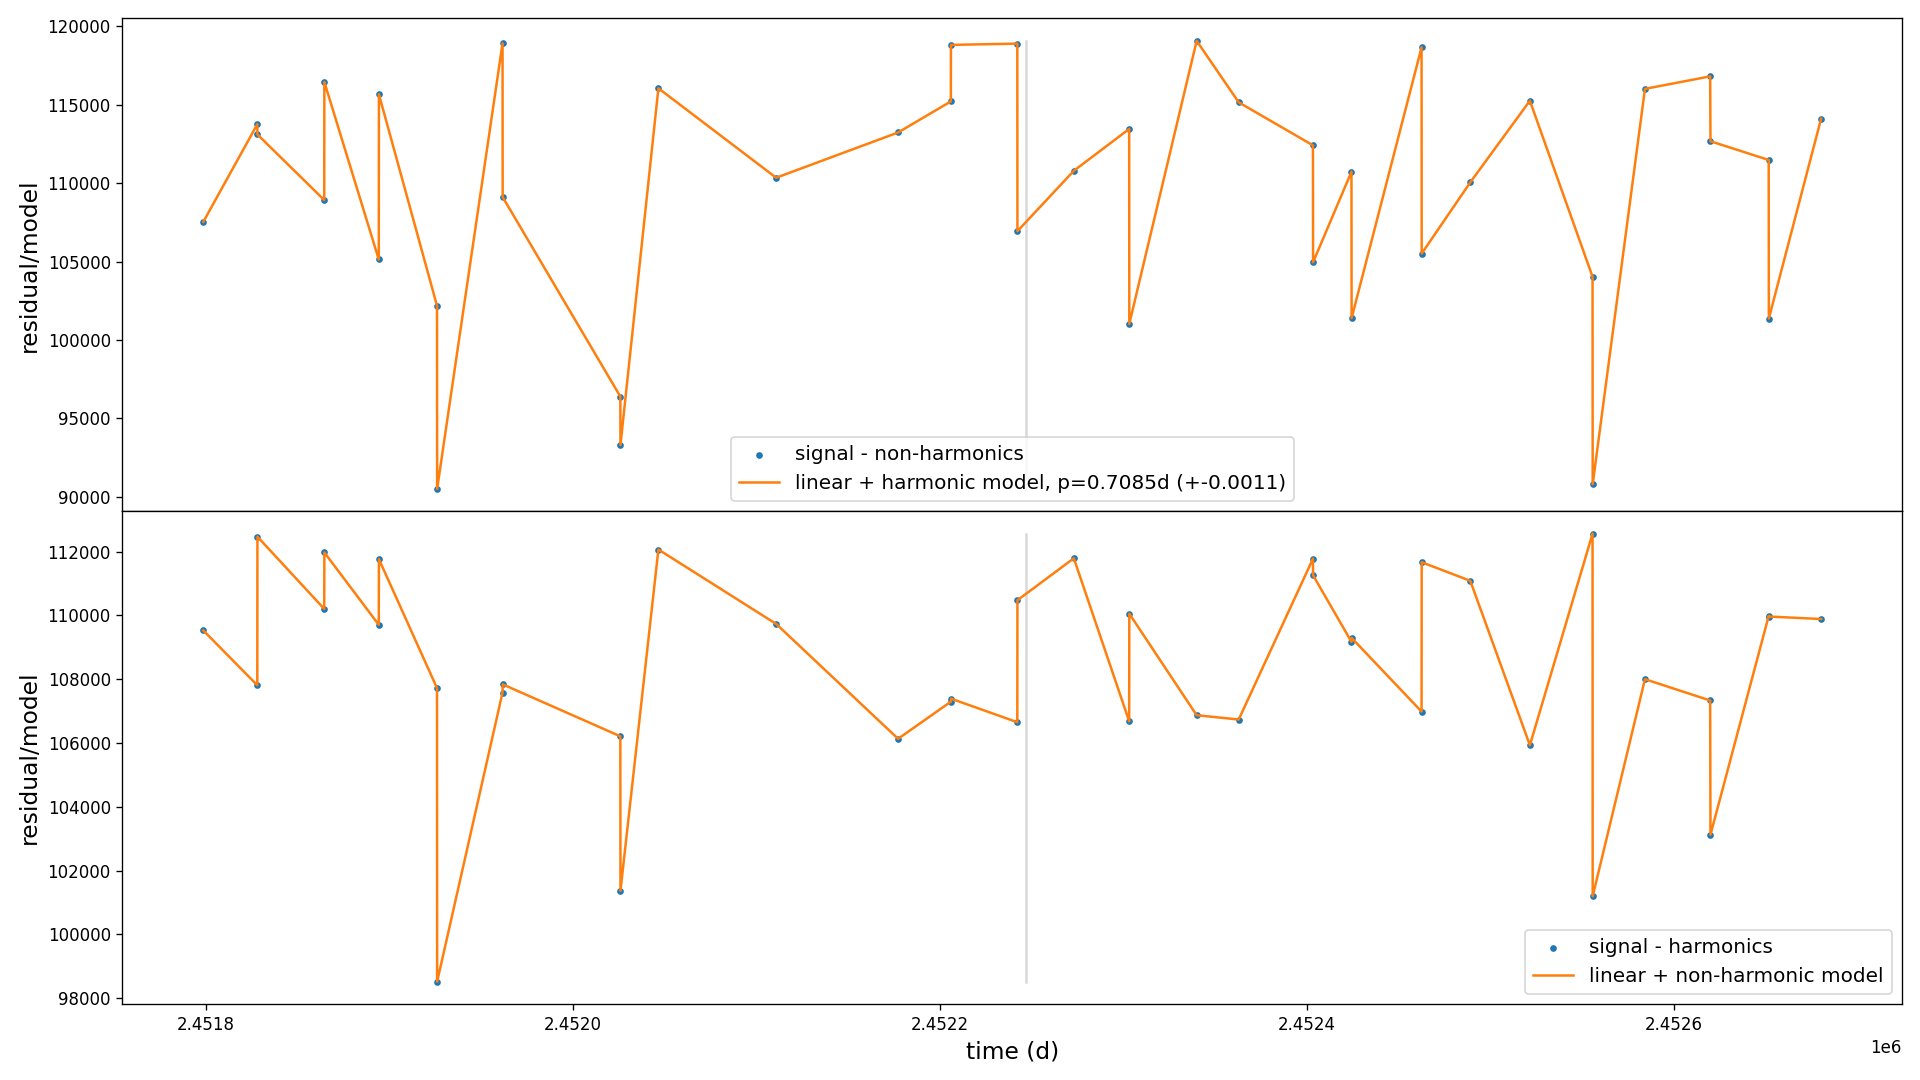 120000
115000
110000
105000
100000
95000
90000
residual/model
signal - non-harmonics
linear + harmonic model, p=0.7085d (+-0.0011)
112000
110000
108000
106000
104000
102000
100000
98000
residual/model
signal - harmonics
linear + non-harmonic model
2.4518 2.4520 2.4522 2.4524 2.4526
1e6
time (d)